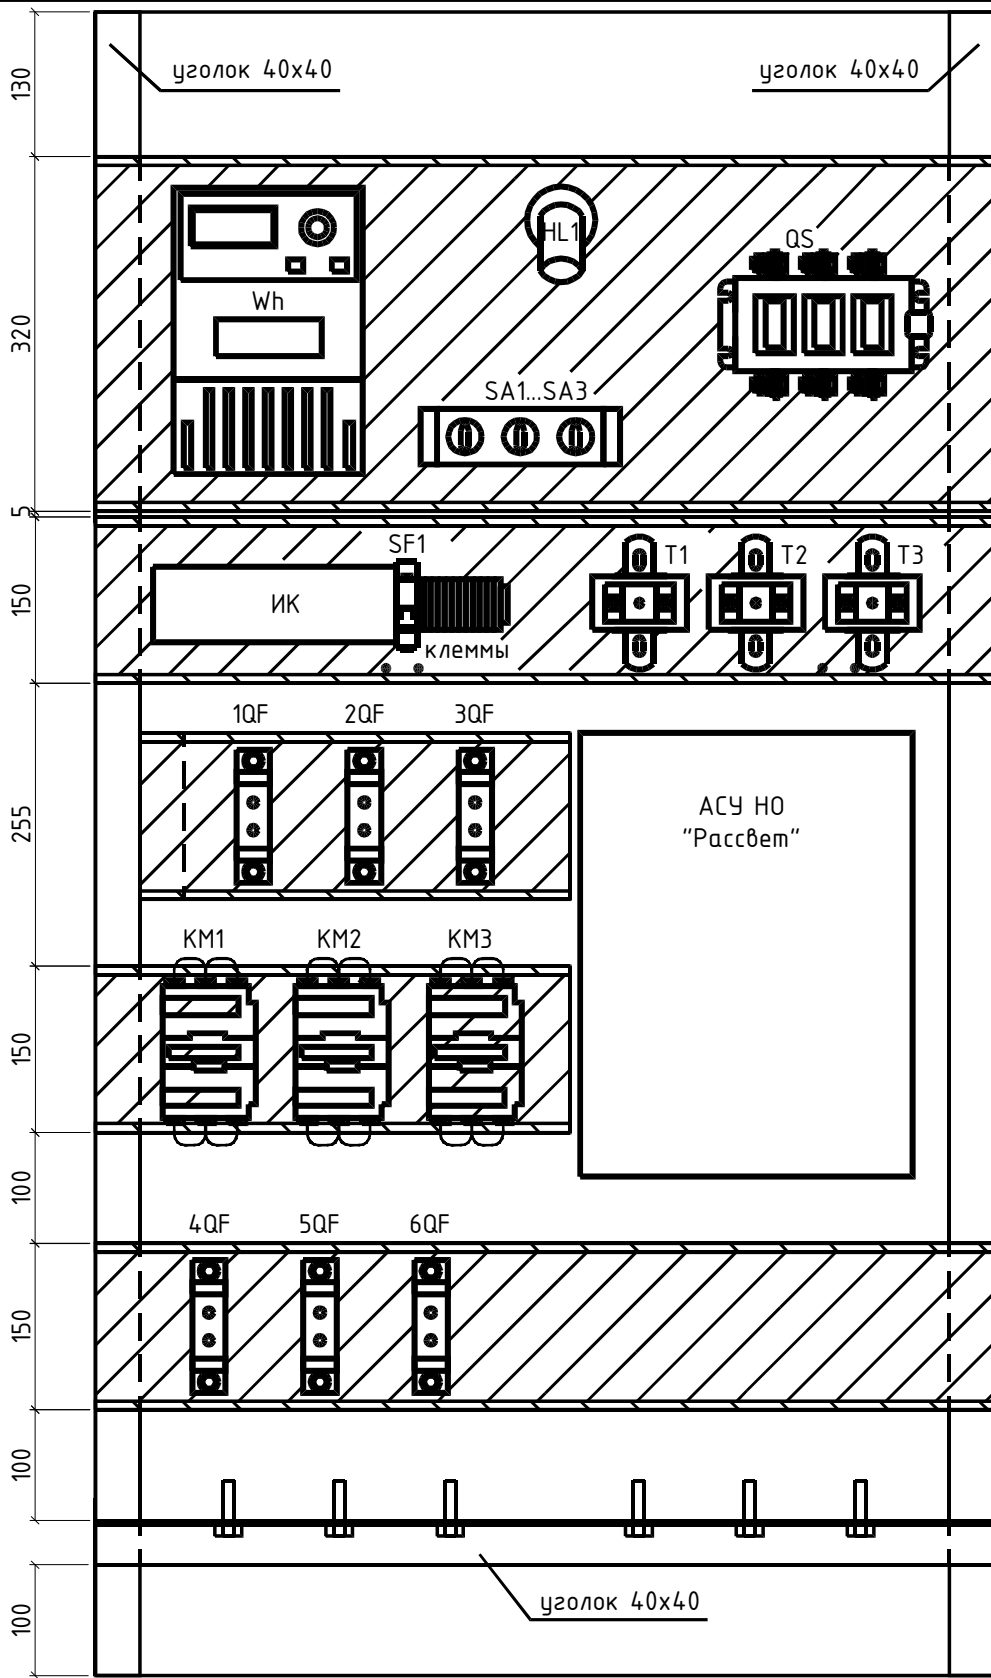 уголок 40х40
уголок 40х40
130
HL1
QS
Wh
320
SA1...SA3
5
SF1
T1
T2
T3
ИК
150
клеммы
1QF
2QF
3QF
255
АСУ НО
"Рассвет"
KM1
KM2
KM3
150
100
4QF
5QF
6QF
150
100
уголок 40х40
100